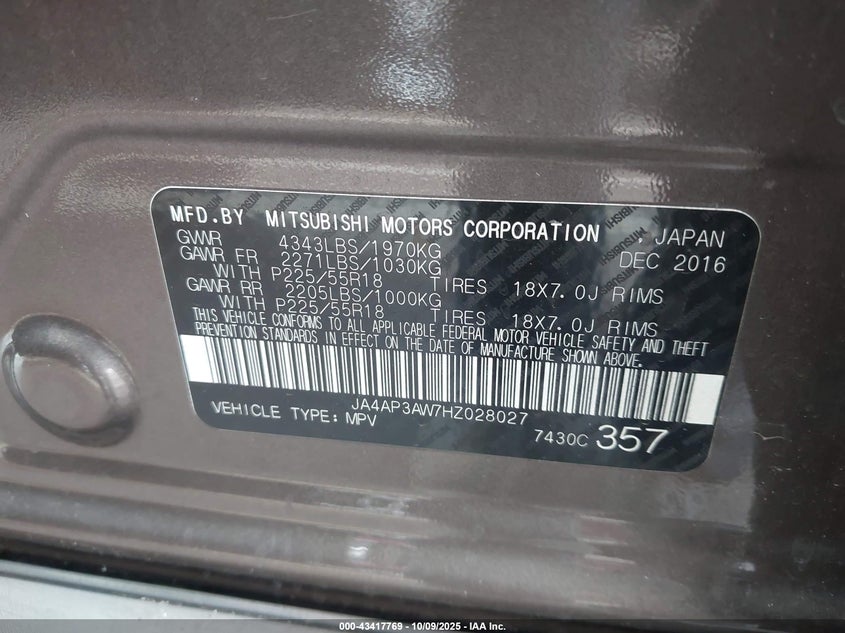 MFD.BY MITSUBISHI MOTORS CORPORATION , JAPAN
GVWR 4343LBS/1970KG DEC 2016
GAWR FR 2271LBS/1030KG
WITH P225/55R18 TIRES 18X7.0J RIMS
GAWR RR 2205LBS/1000KG
WITH P225/55R18 TIRES 18X7.0J RIMS
THIS VEHICLE CONFORMS TO ALL APPLICABLE FEDERAL MOTOR VEHICLE SAFETY AND THEFT
PREVENTION STANDARDS IN EFFECT ON THE DATE OF MANUFACTURE SHOWN ABOVE.
JA4AP3AW7HZ028027
VEHICLE TYPE: MPV 7430C 357
000-43417769 - 10/09/2025 - IAA Inc.